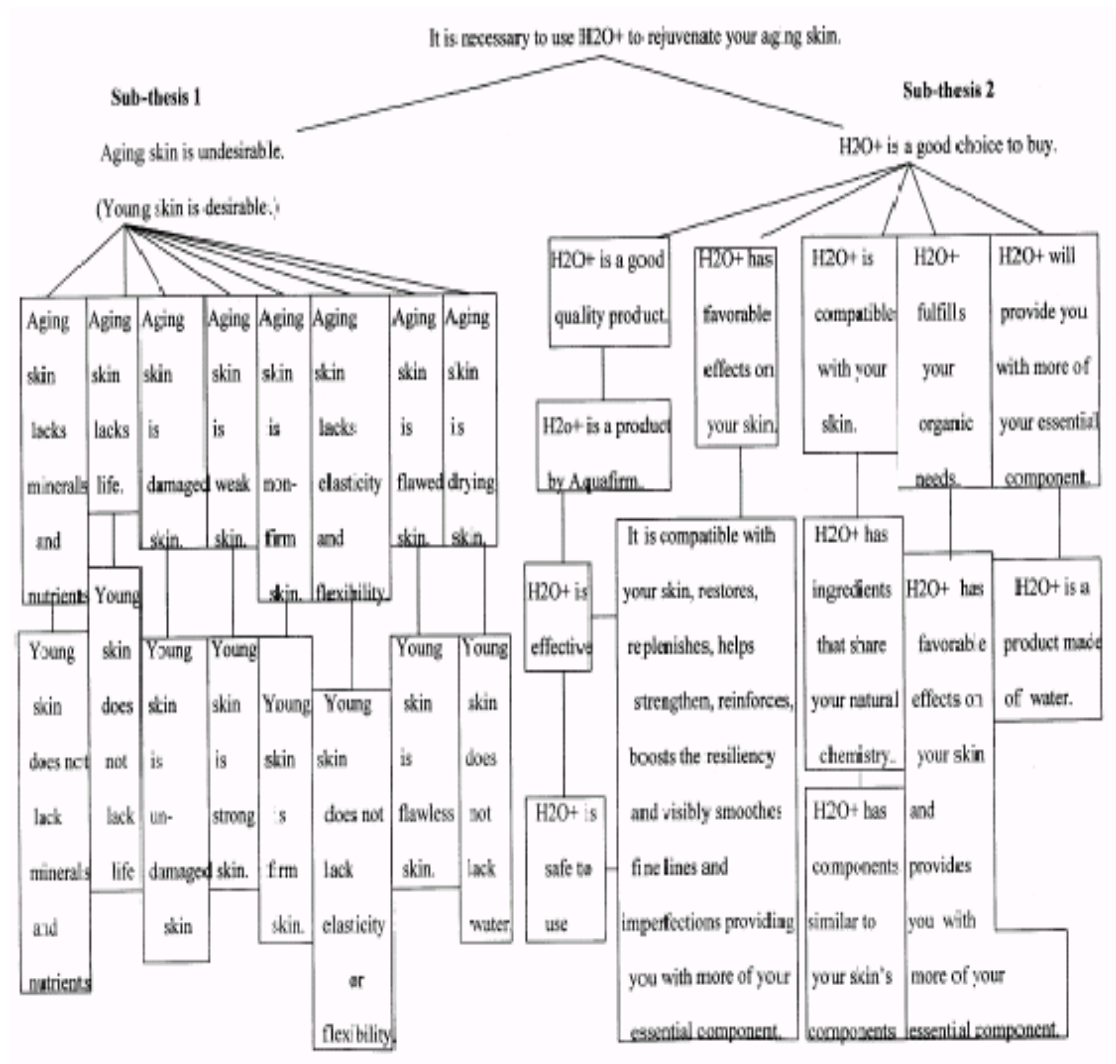 It is necessary to use H2O+ to rejuvenate your aging skin.
Sub-thesis 1
Aging skin is undesirable.
(Young skin is desirable.)
Sub-thesis 2
H2O+ is a good choice to buy.
Aging
skin
lacks
minerals
and
nutrients
Young
skin
does not
lack
minerals
and
nutrients
Aging
skin
lacks
life.
Young
skin
does
not
lack
life
Aging
skin
is
damaged
skin.
Young
skin
is
un-
damaged
skin
Aging
skin
is
weak
skin.
Young
skin
is
strong
skin.
Aging
skin
is
non-
firm
skin.
Young
skin
is
firm
skin.
Aging
skin
lacks
elasticity
and
flexibility.
Young
skin
does not
lack
elasticity
or
flexibility
Aging
skin
is
flawed
skin.
Young
skin
is
flawless
skin.
Aging
skin
is
drying
skin.
Young
skin
does
not
lack
water
H2O+ is a good
quality product.
H2o+ is a product
by Aquafirm.
H2O+ is
effective
H2O+ is
safe to
use
H2O+ has
favorable
effects on
your skin.
It is compatible with
your skin, restores,
replenishes, helps
strengthen, reinforces,
boosts the resiliency
and visibly smoothes
fine lines and
imperfections providing
you with more of your
essential component.
H2O+ is
compatible
with your
skin.
H2O+ has
ingredients
that share
your natural
chemistry.
H2O+ has
components
similar to
your skin's
components
H2O+
fulfills
your
organic
needs.
H2O+ has
favorable
effects on
your skin
and
provides
you with
more of your
essential component.
H2O+ will
provide you
with more of
your essential
component.
H2O+ is a
product made
of water.